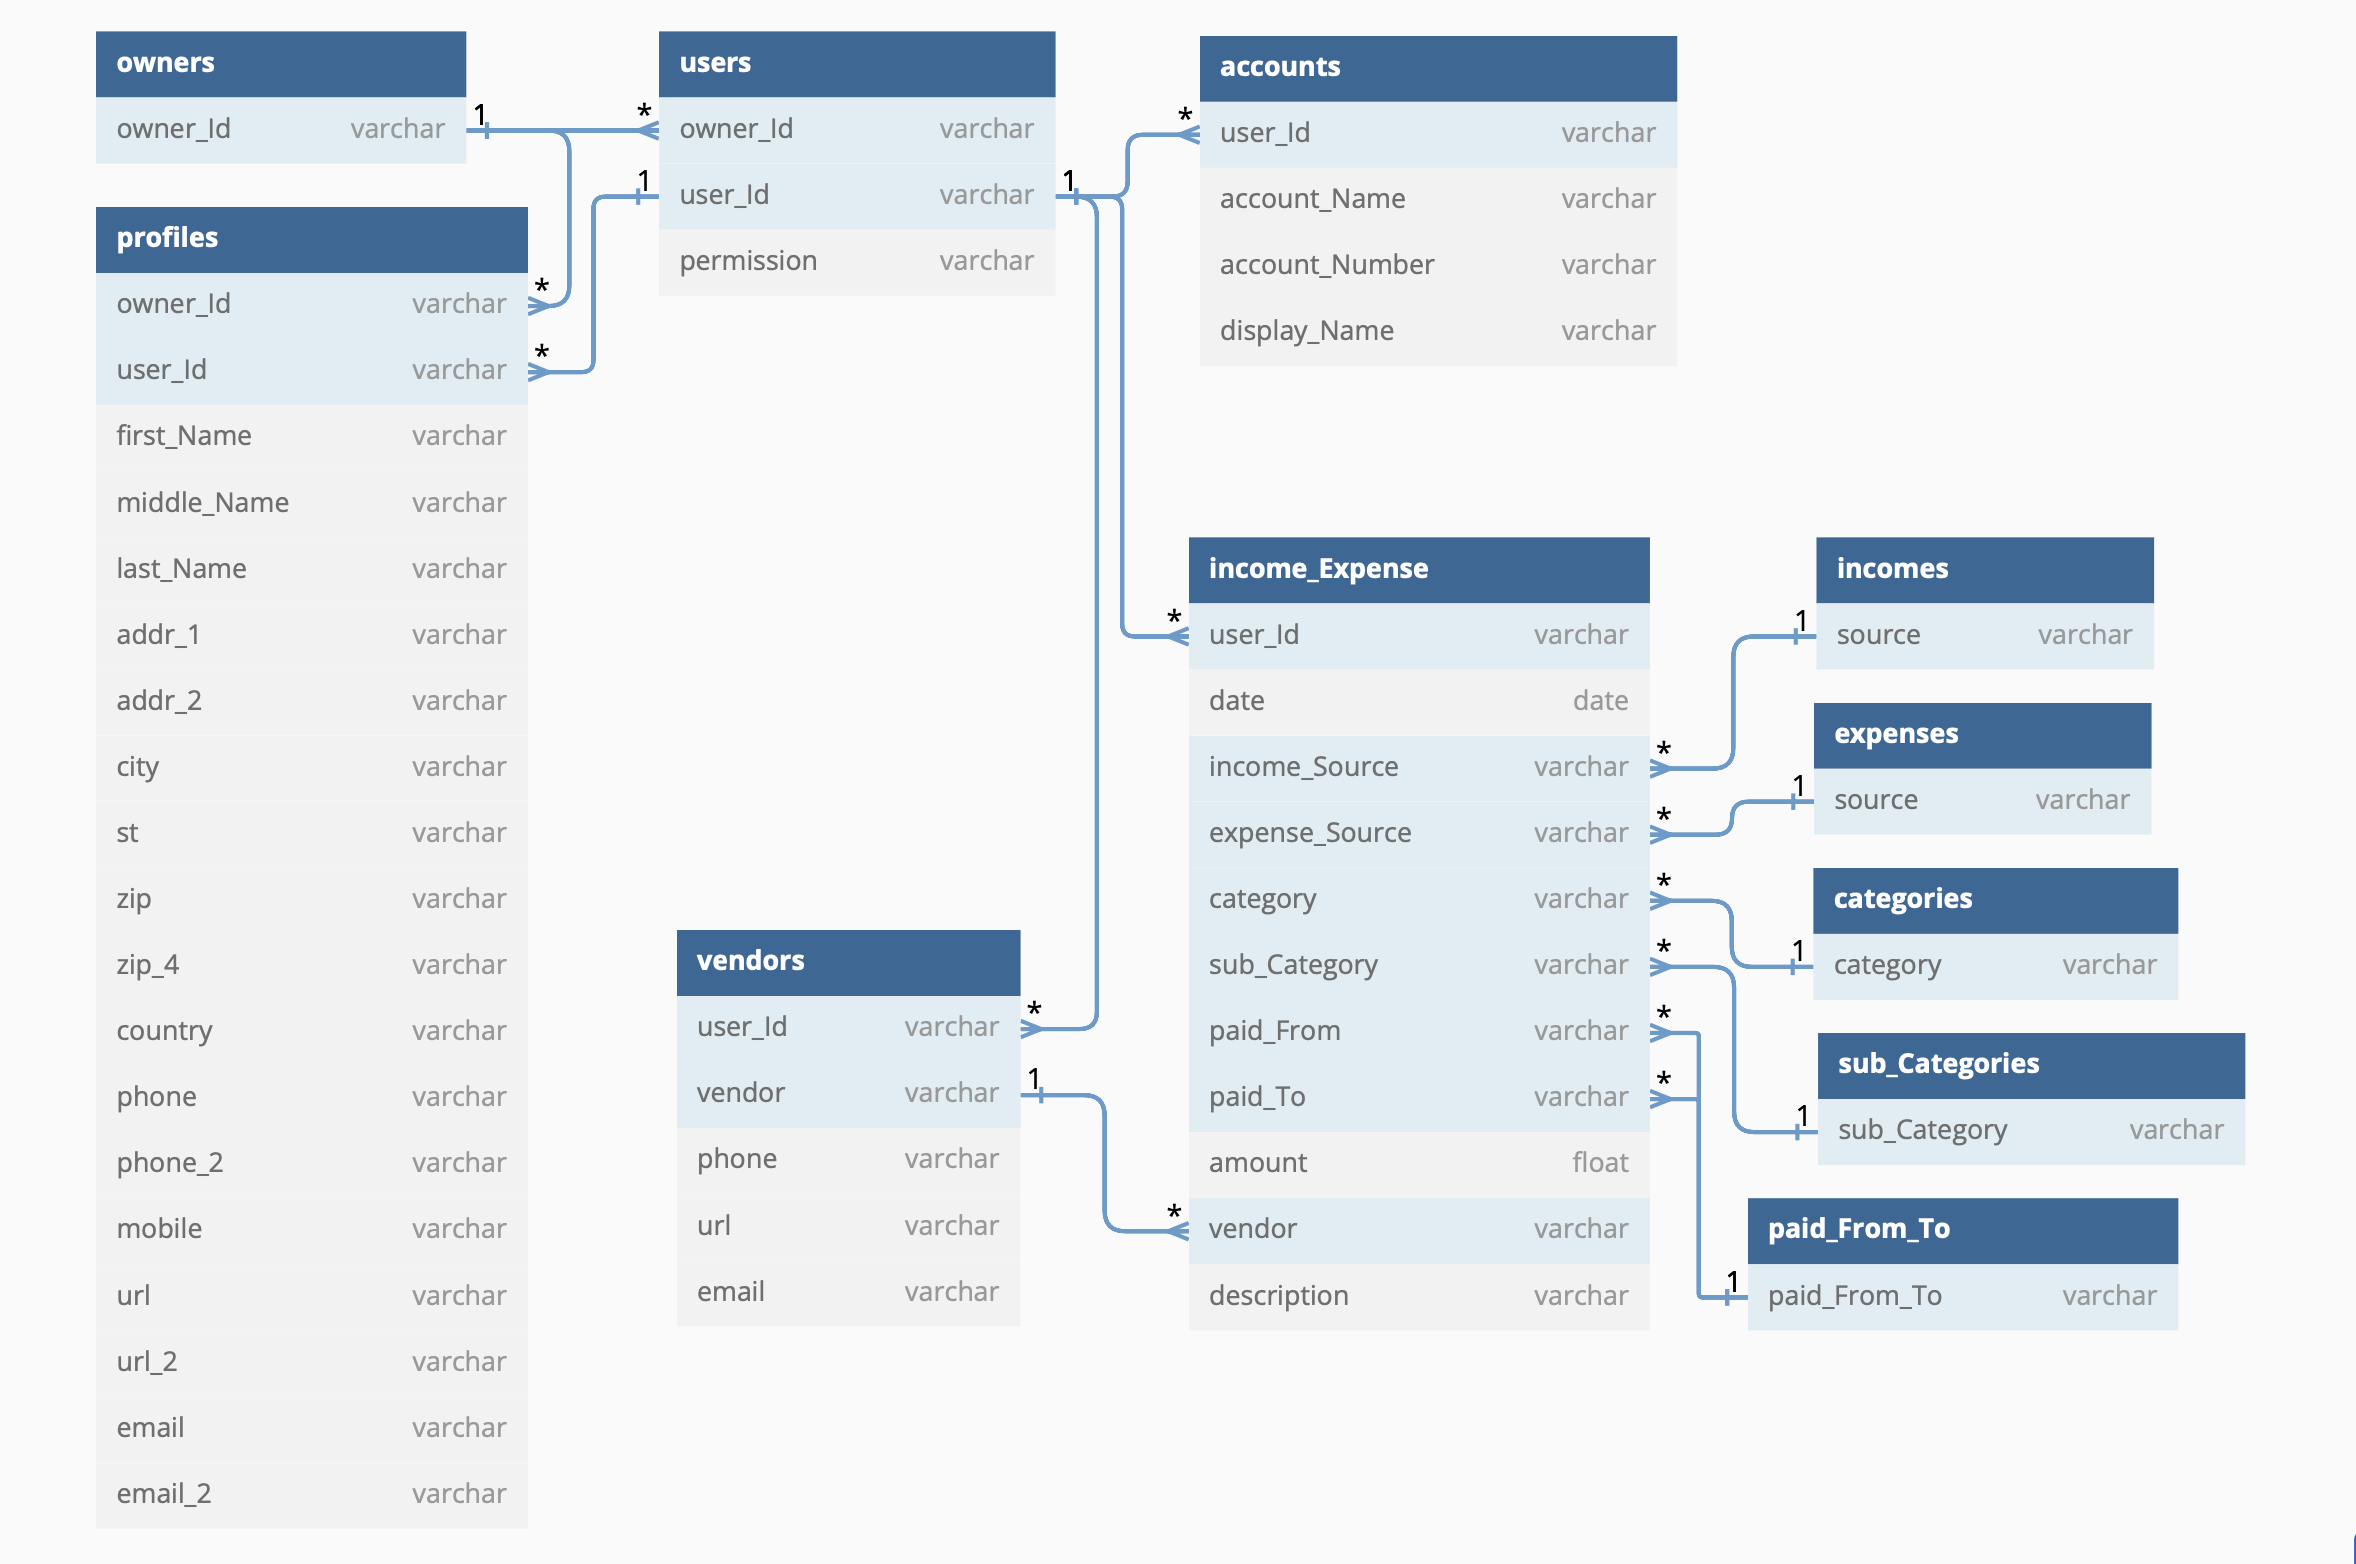 owners
owner_Id varchar
1
*
users
owner_Id varchar
1
user_Id varchar
1
permission varchar
*
accounts
user_Id varchar
account_Name varchar
account_Number varchar
display_Name varchar
profiles
owner_Id varchar
*
user_Id varchar
*
first_Name varchar
middle_Name varchar
last_Name varchar
addr_1 varchar
addr_2 varchar
city varchar
st varchar
zip varchar
zip_4 varchar
country varchar
phone varchar
phone_2 varchar
mobile varchar
url varchar
url_2 varchar
email varchar
email_2 varchar
vendors
user_Id varchar
*
vendor varchar
1
phone varchar
url varchar
email varchar
income_Expense
*
user_Id varchar
date date
income_Source varchar
*
expense_Source varchar
*
category varchar
*
sub_Category varchar
*
paid_From varchar
*
paid_To varchar
*
amount float
*
vendor varchar
description varchar
incomes
1
source varchar
expenses
1
source varchar
categories
1
category varchar
sub_Categories
1
sub_Category varchar
paid_From_To
1
paid_From_To varchar